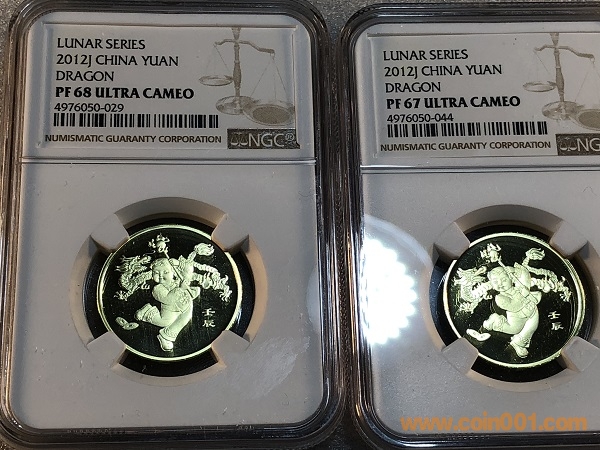 LUNAR SERIES
2012J CHINA YUAN
DRAGON
PF 68 ULTRA CAMEO
4976050-029
NUMISMATIC GUARANTY CORPORATION
NGC®
壬辰
LUNAR SERIES
2012J CHINA YUAN
DRAGON
PF 67 ULTRA CAMEO
4976050-044
NUMISMATIC GUARANTY CORPORATION
NGC
壬辰
www.coin001.com